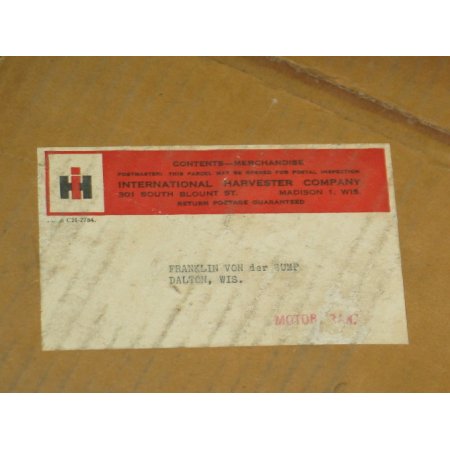 CONTENTS—MERCHANDISE
POSTMASTER: THIS PARCEL MAY BE OPENED FOR POSTAL INSPECTION
INTERNATIONAL HARVESTER COMPANY
301 SOUTH BLOUNT ST. MADISON 1, WIS.
RETURN POSTAGE GUARANTEED
IH
FRANKLIN VON der SUMP
DALTON, WIS.
MOTOR